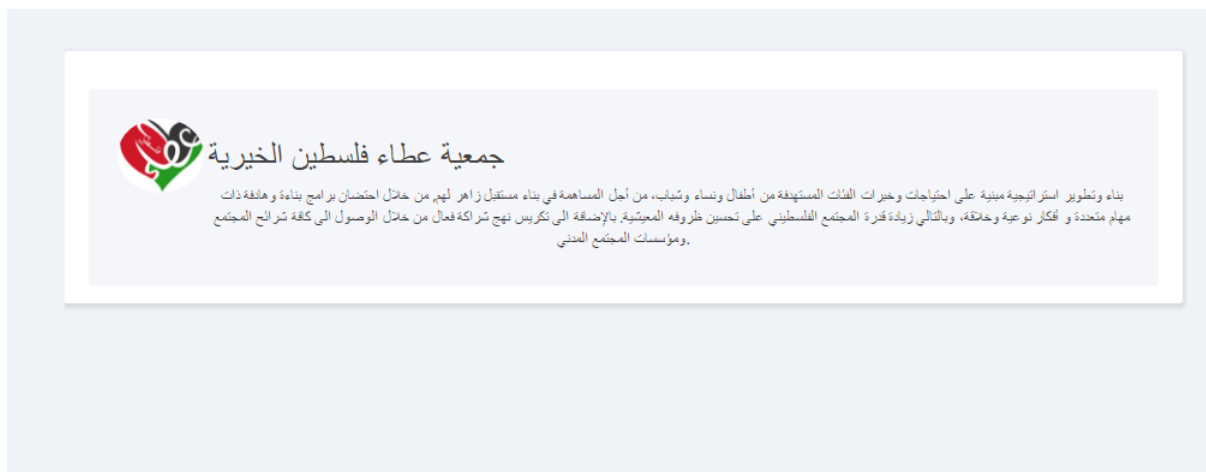 جمعية عطاء فلسطين الخيرية
بناء وتطوير استراتيجية مبنية على احتياجات وخبرات الفئات المستهدفة من أطفال ونساء وشباب، من أجل المساهمة في بناء مستقبل زاهر لهم. من خلال احتضان برامج بناءة وهادفة ذات
مهام متعددة و أفكار نوعية وخلاقة، وبالتالي زيادة قدرة المجتمع الفلسطيني على تحسين ظروفه المعيشية. بالإضافة الى تكريس نهج شراكة فعال من خلال الوصول الى كافة شرائح المجتمع
.ومؤسسات المجتمع المدني